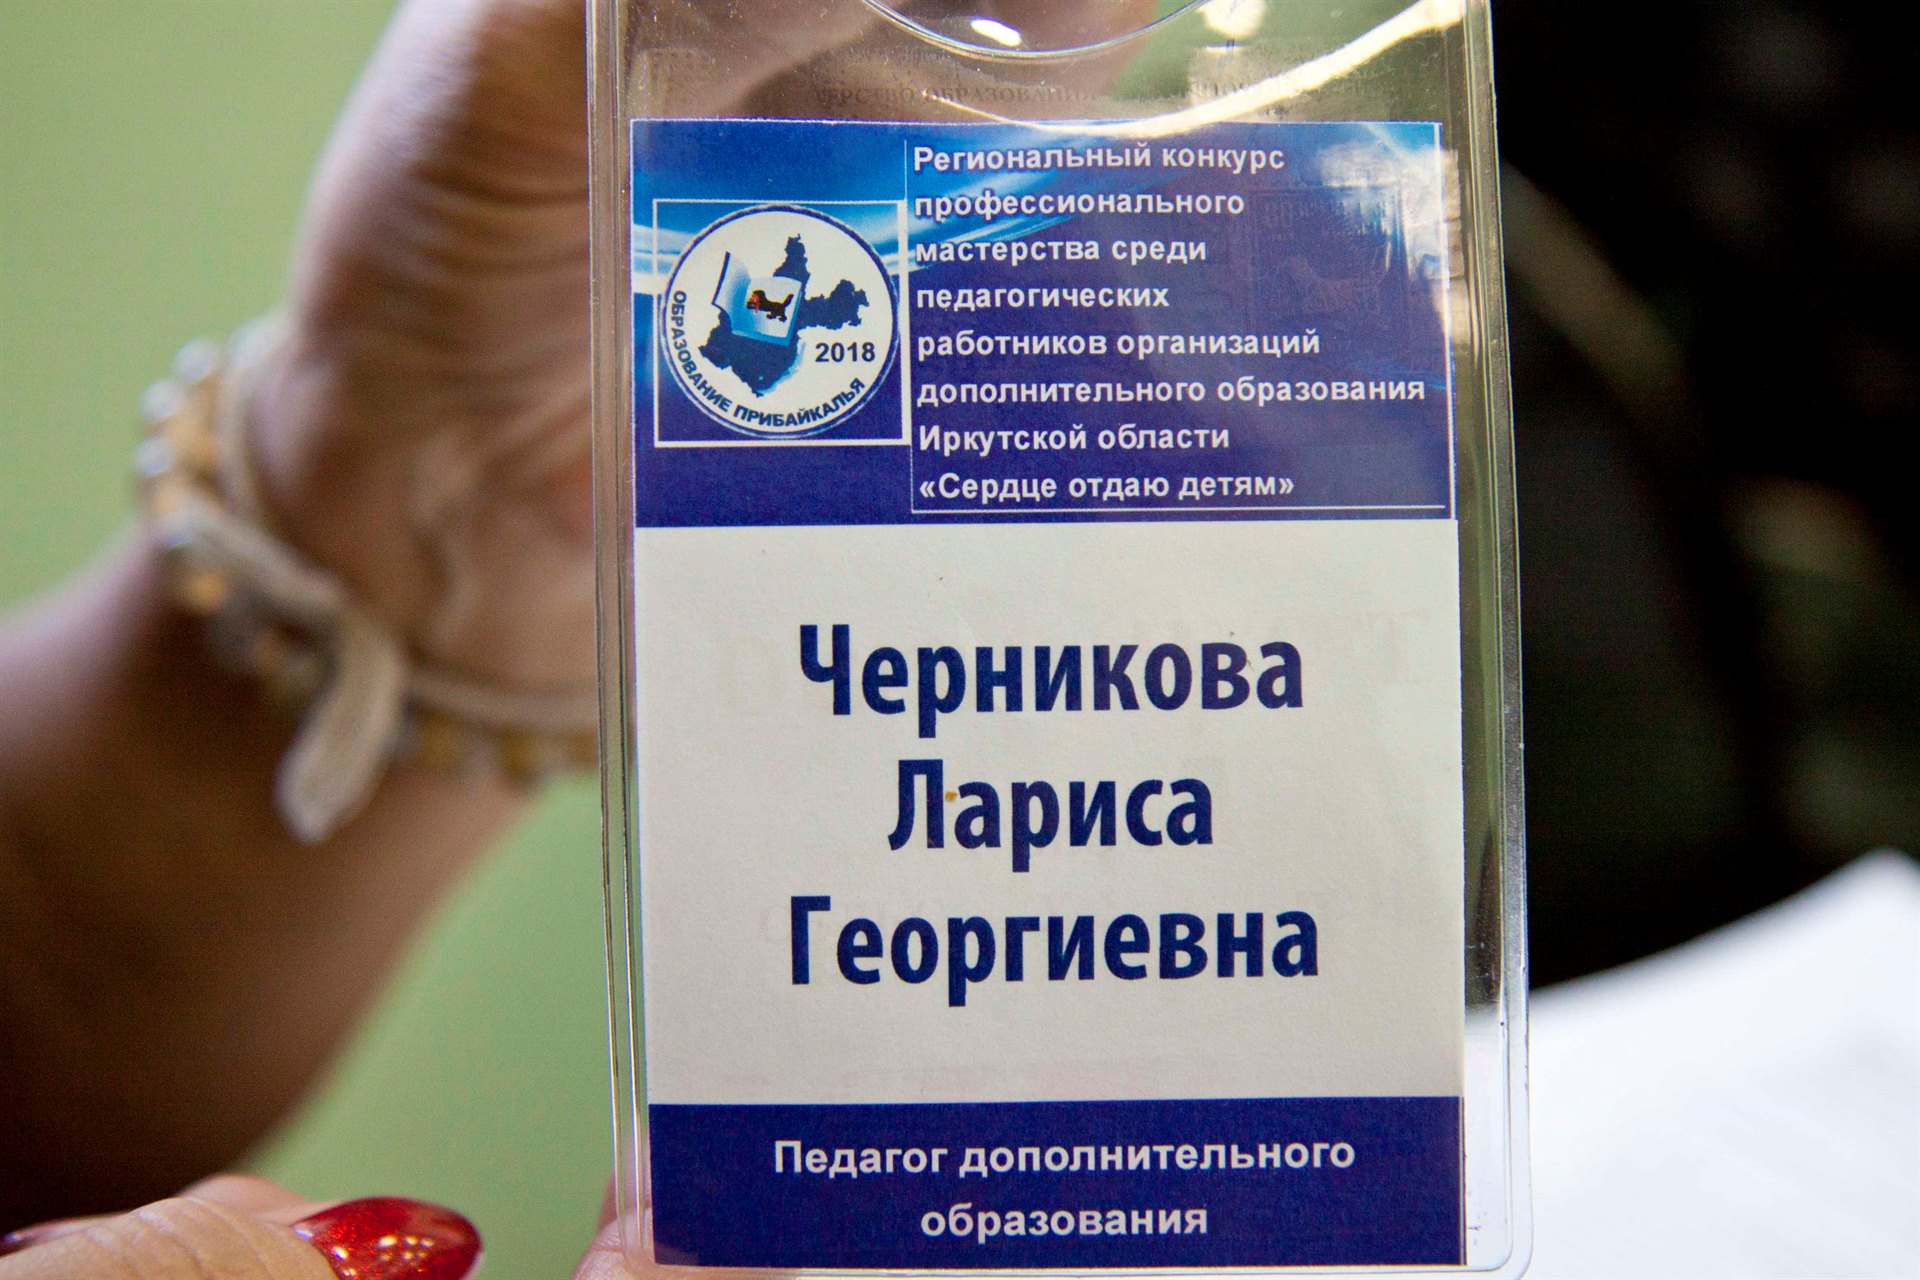 Региональный конкурс
профессионального
мастерства среди
педагогических
работников организаций
дополнительного образования
Иркутской области
«Сердце отдаю детям»
2018
ОБРАЗОВАНИЕ ПРИБАЙКАЛЬЯ
Черникова
Лариса
Георгиевна
Педагог дополнительного
образования